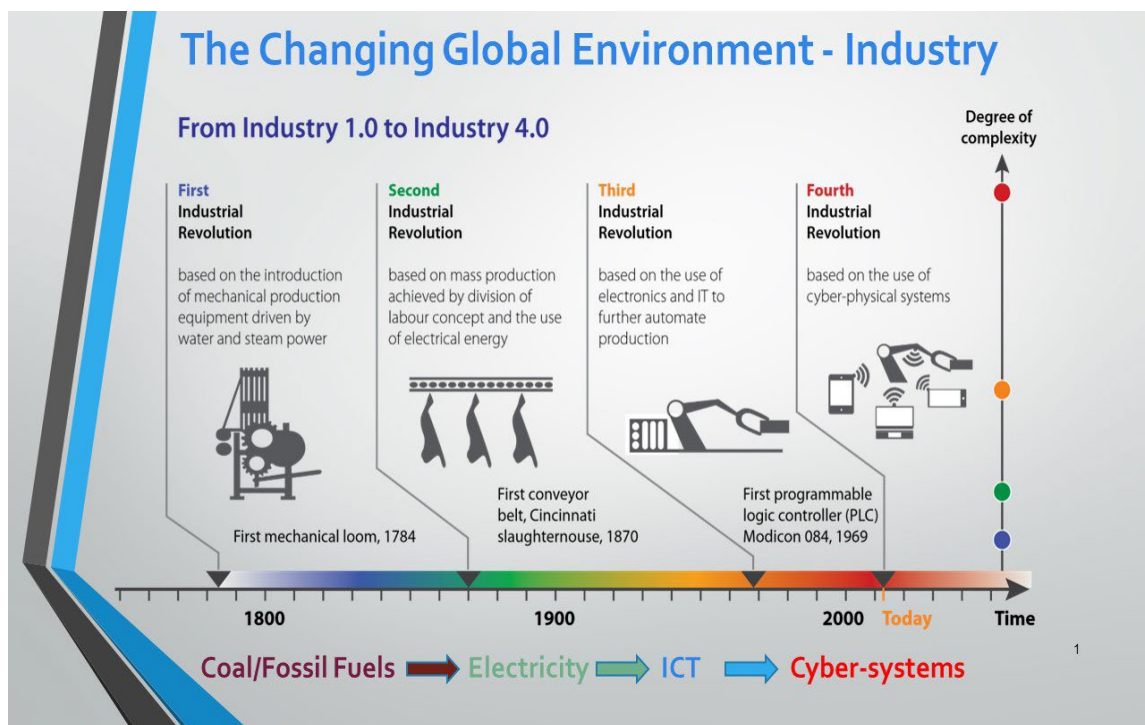 The Changing Global Environment - Industry
From Industry 1.0 to Industry 4.0
Degree of
complexity
First
Industrial
Revolution
based on the introduction
of mechanical production
equipment driven by
water and steam power
First mechanical loom, 1784
Second
Industrial
Revolution
based on mass production
achieved by division of
labour concept and the use
of electrical energy
First conveyor
belt, Cincinnati
slaughternouse, 1870
Third
Industrial
Revolution
based on the use of
electronics and IT to
further automate
production
First programmable
logic controller (PLC)
Modicon 084, 1969
Fourth
Industrial
Revolution
based on the use of
cyber-physical systems
1800
1900
2000
Today
Time
Coal/Fossil Fuels Electricity ICT Cyber-systems
1